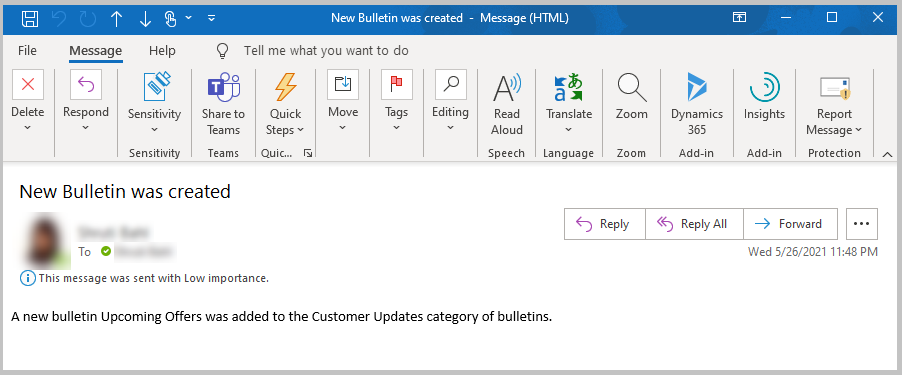 New Bulletin was created - Message (HTML)
File Message Help Tell me what you want to do
Delete
Respond
Sensitivity
Share to
Teams
Quick
Steps
Move
Tags
Editing
Read
Aloud
Translate
Zoom
Dynamics
365
Insights
Report
Message
Sensitivity Teams Quic... Speech Language Zoom Add-in Add-in Protection
New Bulletin was created
To
Reply Reply All Forward
Wed 5/26/2021 11:48 PM
This message was sent with Low importance.
A new bulletin Upcoming Offers was added to the Customer Updates category of bulletins.